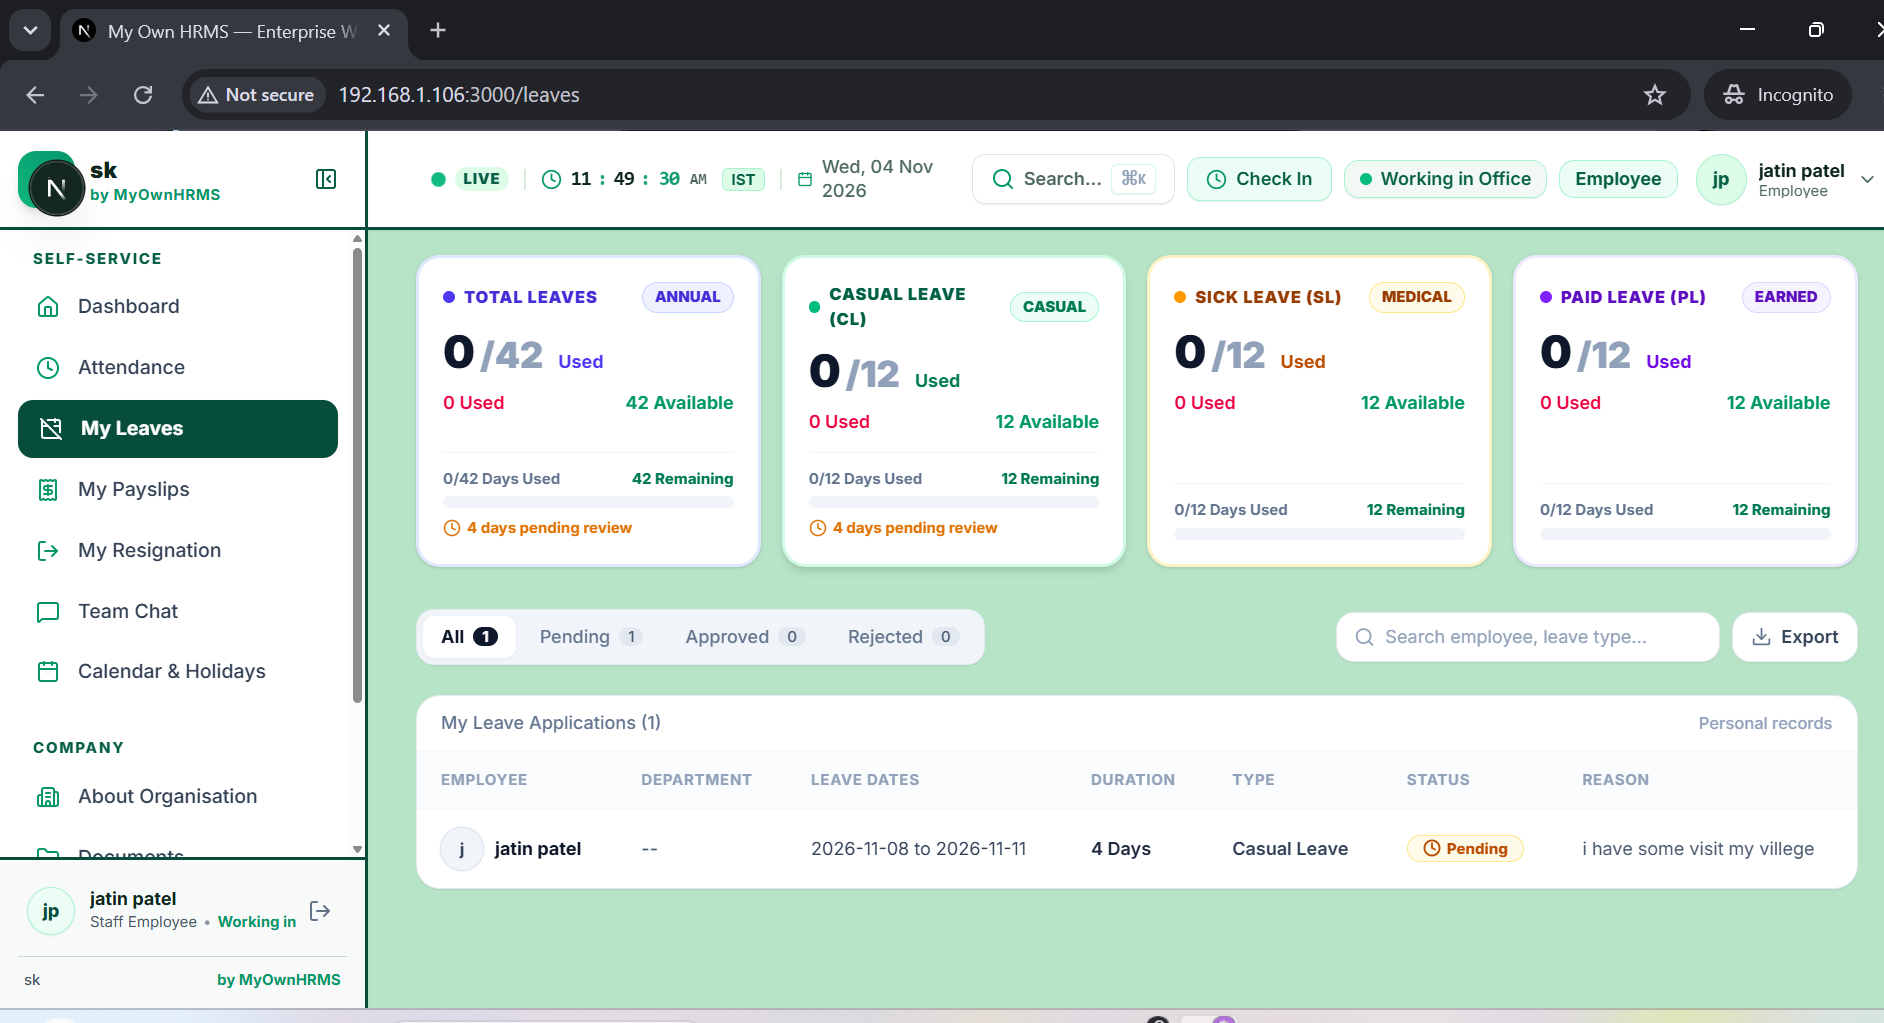 My Own HRMS — Enterprise W
Not secure
192.168.1.106:3000/leaves
Incognito
N
sk
by MyOwnHRMS
LIVE
11 : 49 : 30 AM
IST
Wed, 04 Nov
2026
Search...
⌘K
Check In
Working in Office
Employee
jp
jatin patel
Employee
SELF-SERVICE
Dashboard
Attendance
My Leaves
My Payslips
My Resignation
Team Chat
Calendar & Holidays
COMPANY
About Organisation
Documents
jp
jatin patel
Staff Employee • Working in
sk
by MyOwnHRMS
TOTAL LEAVES
ANNUAL
0 /42 Used
0 Used
42 Available
0/42 Days Used
42 Remaining
4 days pending review
CASUAL LEAVE
(CL)
CASUAL
0 /12 Used
0 Used
12 Available
0/12 Days Used
12 Remaining
4 days pending review
SICK LEAVE (SL)
MEDICAL
0 /12 Used
0 Used
12 Available
0/12 Days Used
12 Remaining
PAID LEAVE (PL)
EARNED
0 /12 Used
0 Used
12 Available
0/12 Days Used
12 Remaining
All 1
Pending 1
Approved 0
Rejected 0
Search employee, leave type...
Export
My Leave Applications (1)
Personal records
EMPLOYEE
DEPARTMENT
LEAVE DATES
DURATION
TYPE
STATUS
REASON
j
jatin patel
--
2026-11-08 to 2026-11-11
4 Days
Casual Leave
Pending
i have some visit my villege